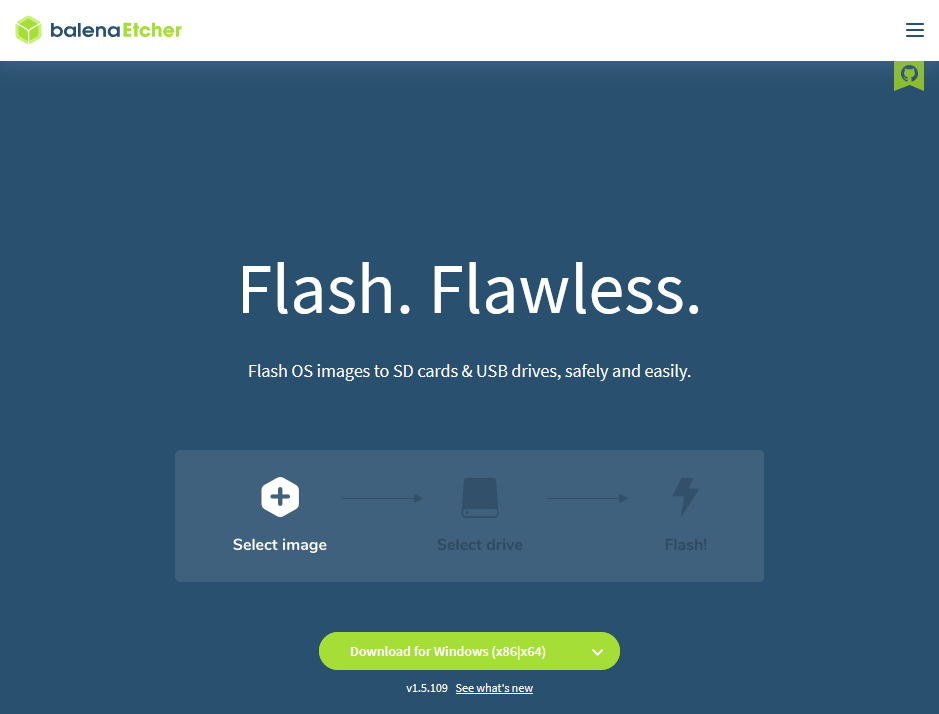 balenaEtcher
Flash. Flawless.
Flash OS images to SD cards & USB drives, safely and easily.
Select image
Select drive
Flash!
Download for Windows (x86|x64)
v1.5.109 See what's new